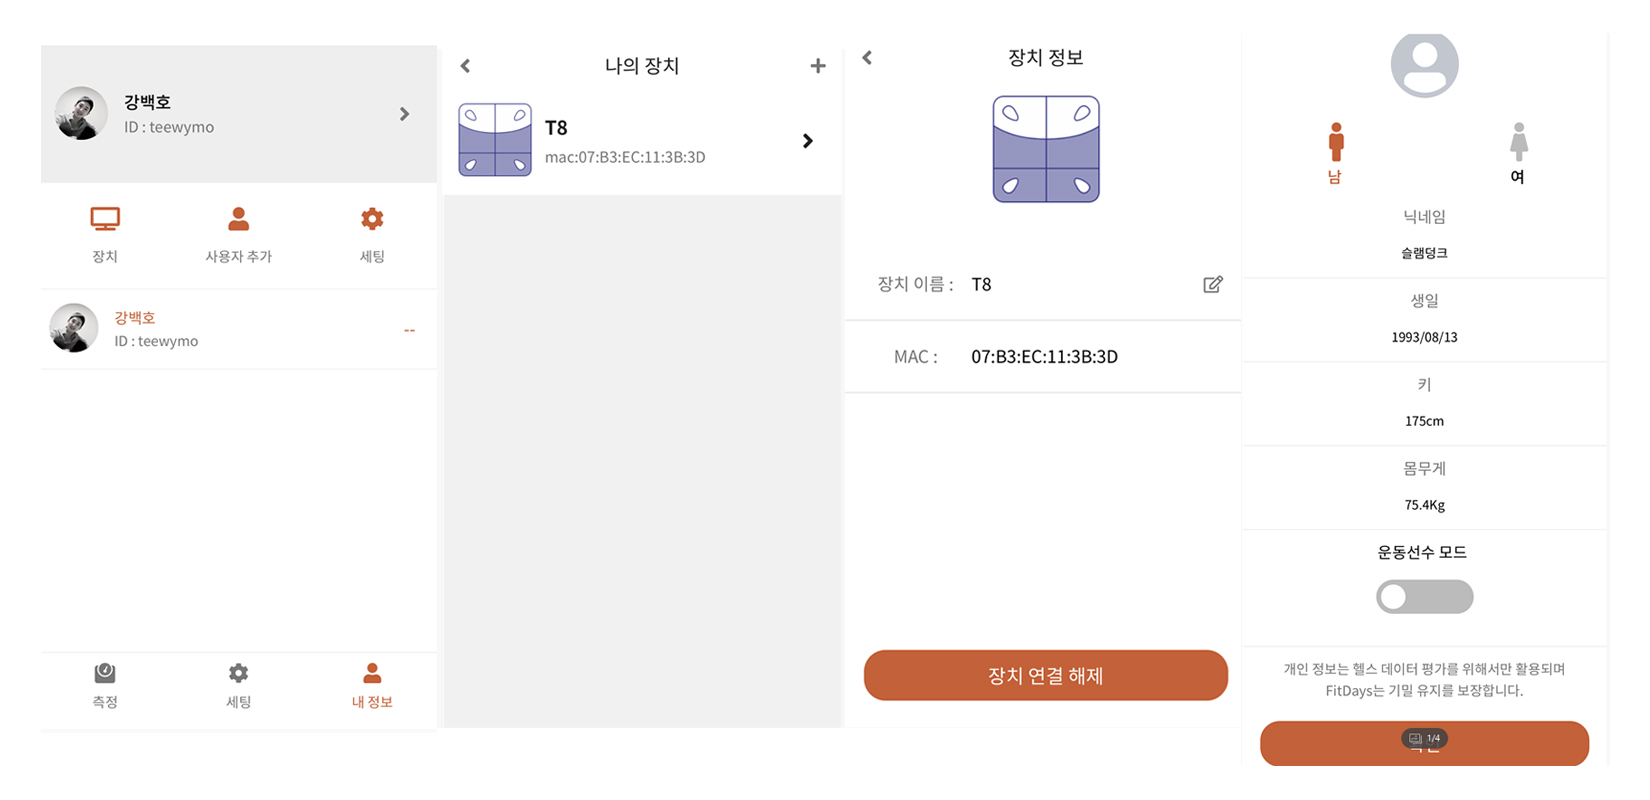 강백호
ID : teewymo
장치
사용자 추가
세팅
강백호
ID : teewymo
--
측정
세팅
내 정보
나의 장치
T8
mac:07:B3:EC:11:3B:3D
장치 정보
장치 이름 : T8
MAC : 07:B3:EC:11:3B:3D
장치 연결 해제
남
여
닉네임
슬램덩크
생일
1993/08/13
키
175cm
몸무게
75.4Kg
운동선수 모드
개인 정보는 헬스 데이터 평가를 위해서만 활용되며
FitDays는 기밀 유지를 보장합니다.
1/4